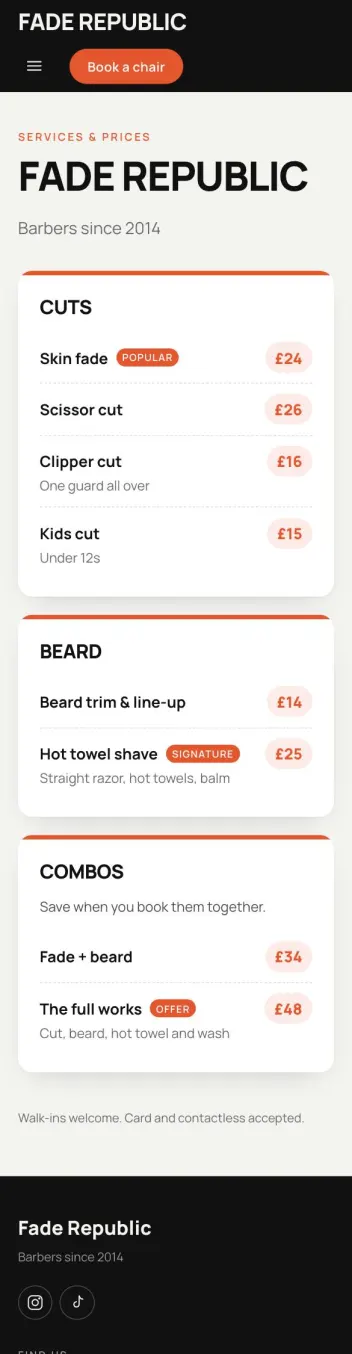 FADE REPUBLIC
Book a chair
SERVICES & PRICES
FADE REPUBLIC
Barbers since 2014
CUTS
Skin fade POPULAR £24
Scissor cut £26
Clipper cut £16
One guard all over
Kids cut £15
Under 12s
BEARD
Beard trim & line-up £14
Hot towel shave SIGNATURE £25
Straight razor, hot towels, balm
COMBOS
Save when you book them together.
Fade + beard £34
The full works OFFER £48
Cut, beard, hot towel and wash
Walk-ins welcome. Card and contactless accepted.
Fade Republic
Barbers since 2014
FIND US